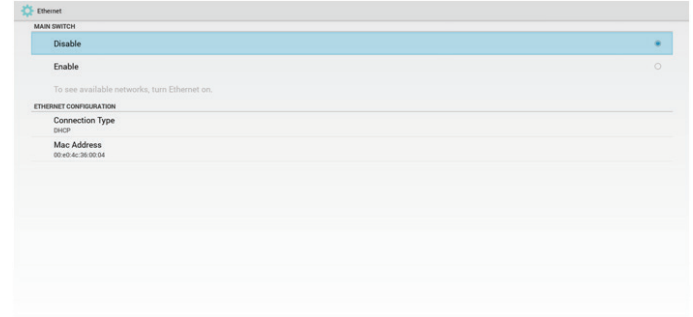 Ethernet
MAIN SWITCH
Disable
Enable
To see available networks, turn Ethernet on.
ETHERNET CONFIGURATION
Connection Type
DHCP
Mac Address
00:e0:4c:36:00:04